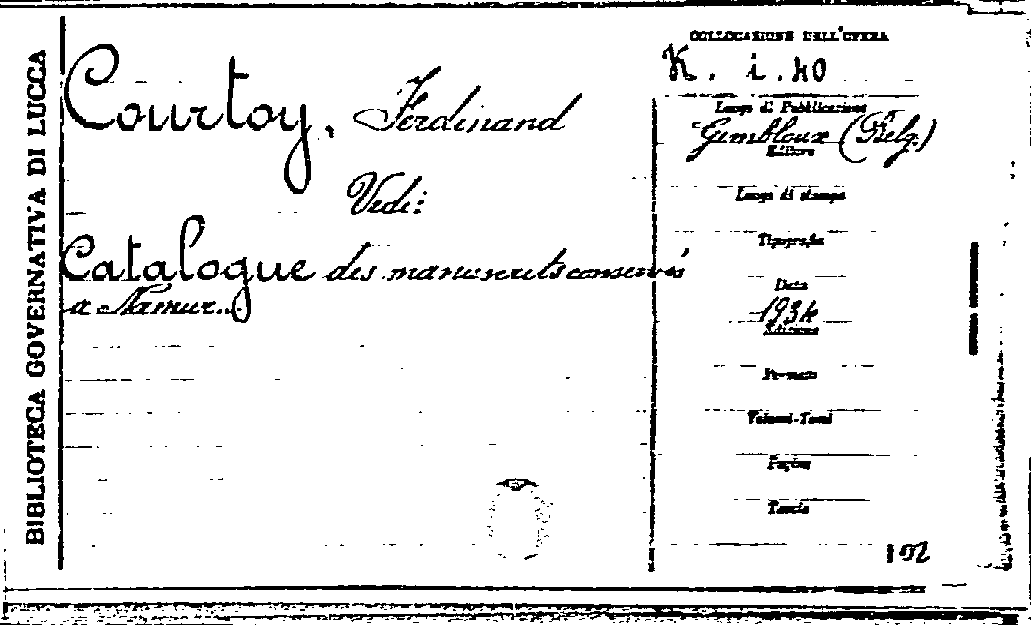 BIBLIOTECA GOVERNATIVA DI LUCCA
Courtoy, Ferdinand
Vedi:
Catalogue des manuscrits conservés
a Namur...
COLLOCAZIONE DELL'OPERA
K. i. 40
Luogo di Pubblicazione
Gembloux (Belg.)
Editore
Luogo di stampa
Tipografia
Data
1934
Edizione
Formato
Volumi-Tomi
Pagine
Tavole
102